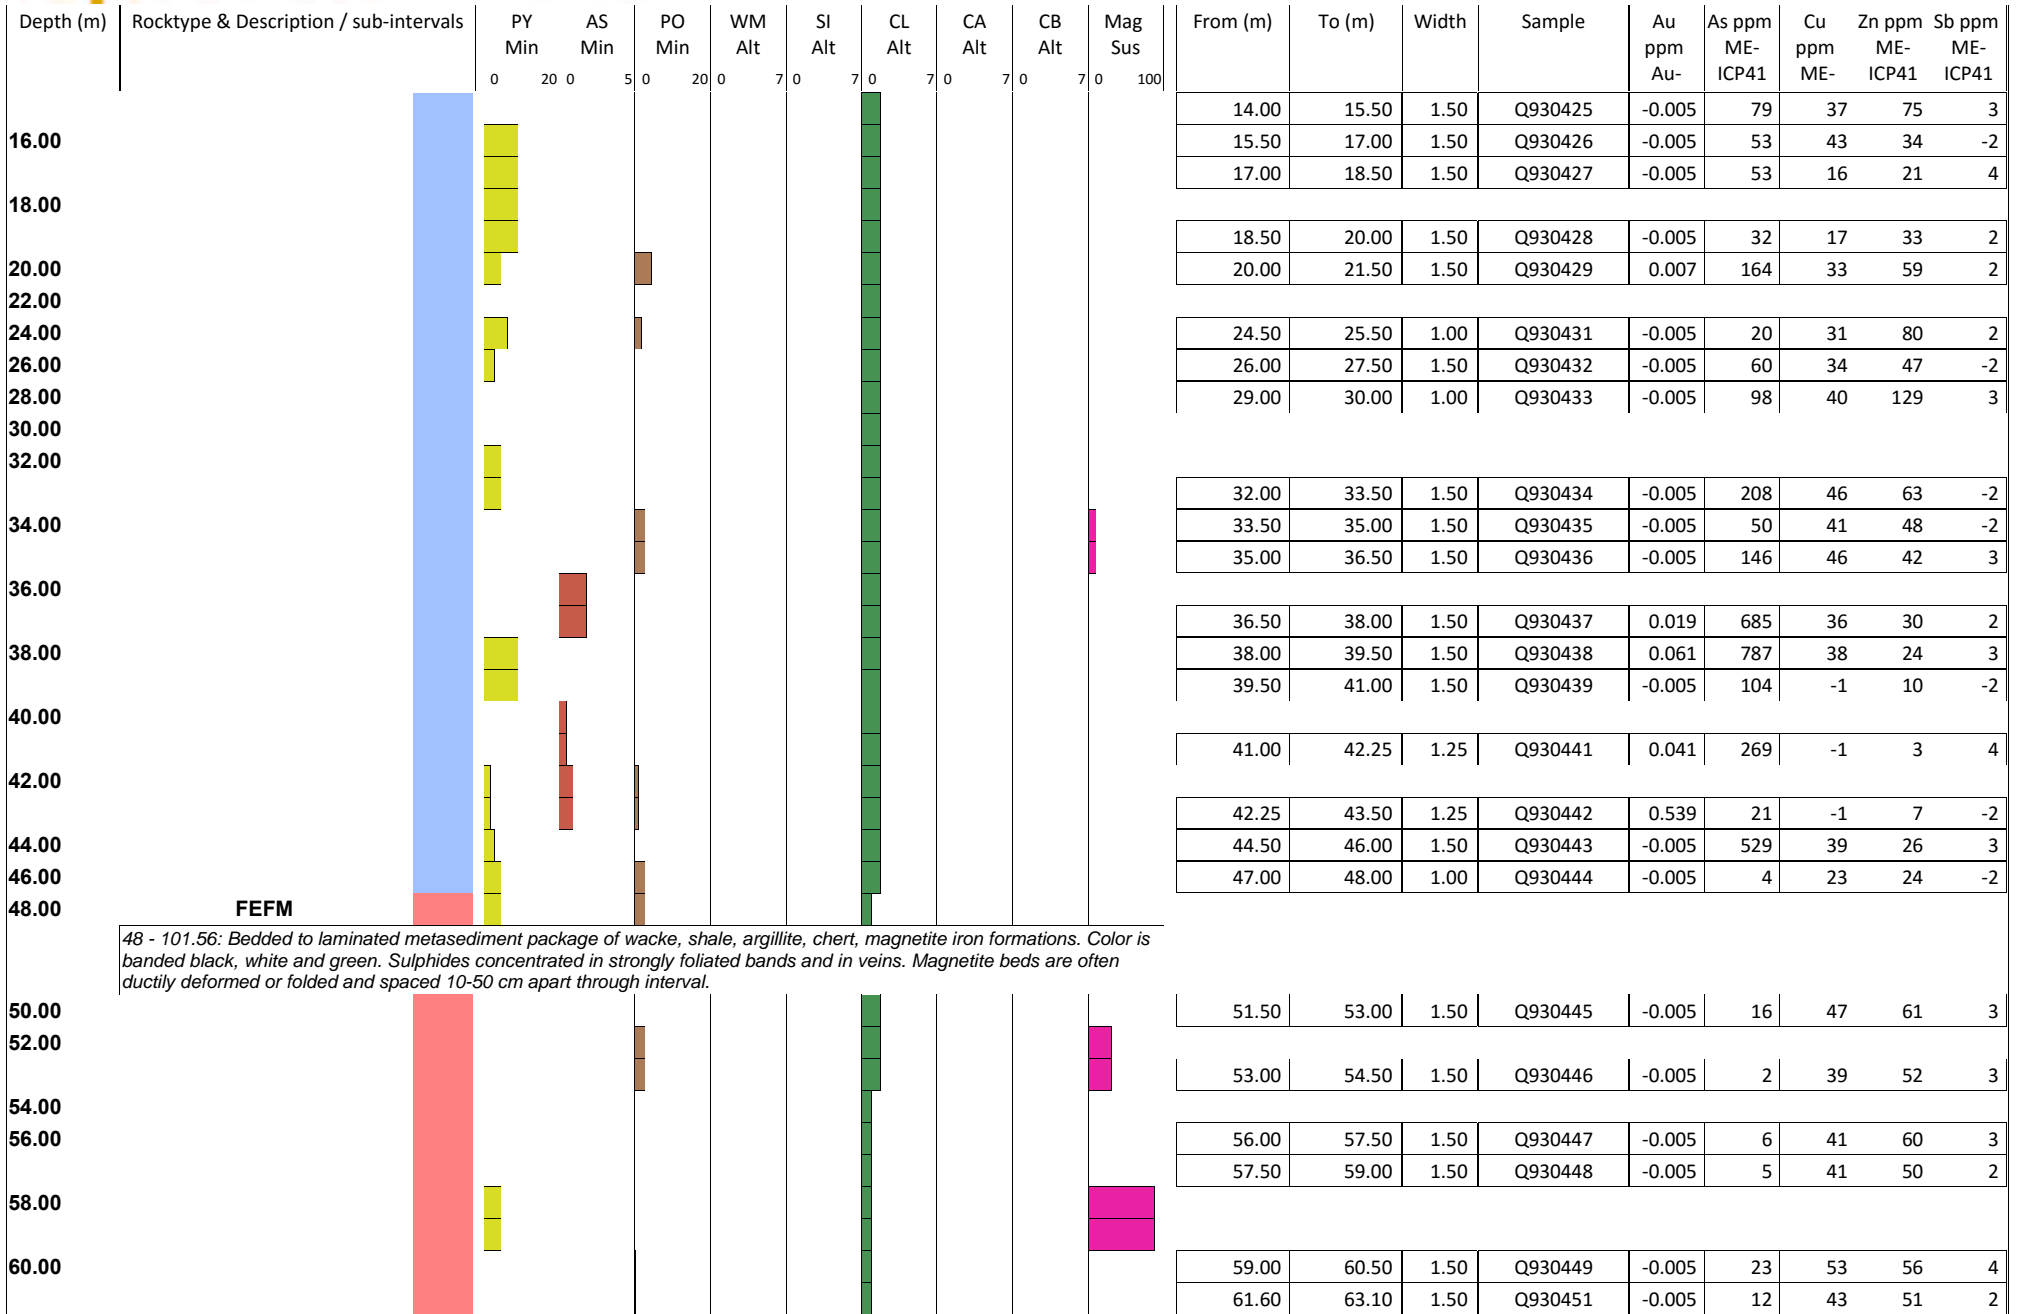 Depth (m) Rocktype & Description / sub-intervals PY AS PO WM SI CL CA CB Mag From (m) To (m) Width Sample Au As ppm Cu Zn ppm Sb ppm
Min Min Min Alt Alt Alt Alt Alt Sus ppm ME- ppm ME- ME-
0 20 0 5 0 20 0 7 0 7 0 7 0 7 0 7 0 100 Au- ICP41 ME- ICP41 ICP41
14.00 15.50 1.50 Q930425 -0.005 79 37 75 3
16.00 15.50 17.00 1.50 Q930426 -0.005 53 43 34 -2
17.00 18.50 1.50 Q930427 -0.005 53 16 21 4
18.00
18.50 20.00 1.50 Q930428 -0.005 32 17 33 2
20.00 20.00 21.50 1.50 Q930429 0.007 164 33 59 2
22.00
24.00 24.50 25.50 1.00 Q930431 -0.005 20 31 80 2
26.00 26.00 27.50 1.50 Q930432 -0.005 60 34 47 -2
28.00 29.00 30.00 1.00 Q930433 -0.005 98 40 129 3
30.00
32.00
32.00 33.50 1.50 Q930434 -0.005 208 46 63 -2
34.00 33.50 35.00 1.50 Q930435 -0.005 50 41 48 -2
35.00 36.50 1.50 Q930436 -0.005 146 46 42 3
36.00
36.50 38.00 1.50 Q930437 0.019 685 36 30 2
38.00 38.00 39.50 1.50 Q930438 0.061 787 38 24 3
39.50 41.00 1.50 Q930439 -0.005 104 -1 10 -2
40.00
41.00 42.25 1.25 Q930441 0.041 269 -1 3 4
42.00
42.25 43.50 1.25 Q930442 0.539 21 -1 7 -2
44.00 44.50 46.00 1.50 Q930443 -0.005 529 39 26 3
46.00 47.00 48.00 1.00 Q930444 -0.005 4 23 24 -2
48.00 FEFM
48 - 101.56: Bedded to laminated metasediment package of wacke, shale, argillite, chert, magnetite iron formations. Color is
banded black, white and green. Sulphides concentrated in strongly foliated bands and in veins. Magnetite beds are often
ductily deformed or folded and spaced 10-50 cm apart through interval.
50.00 51.50 53.00 1.50 Q930445 -0.005 16 47 61 3
52.00
53.00 54.50 1.50 Q930446 -0.005 2 39 52 3
54.00
56.00 56.00 57.50 1.50 Q930447 -0.005 6 41 60 3
57.50 59.00 1.50 Q930448 -0.005 5 41 50 2
58.00
60.00 59.00 60.50 1.50 Q930449 -0.005 23 53 56 4
61.60 63.10 1.50 Q930451 -0.005 12 43 51 2